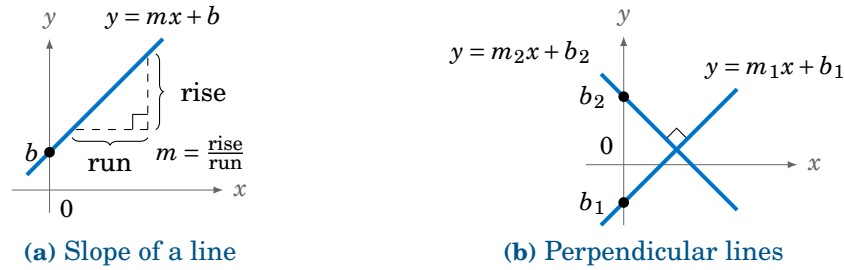 y
y = mx + b
rise
b
run
m = rise/run
x
0
(a) Slope of a line
y
y = m₂x + b₂
y = m₁x + b₁
b₂
0
x
b₁
(b) Perpendicular lines